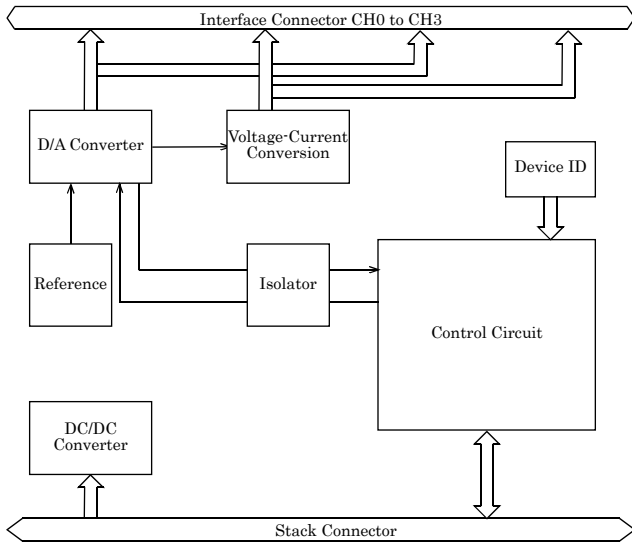 Interface Connector CH0 to CH3
D/A Converter
Voltage-Current
Conversion
Device ID
Reference
Isolator
Control Circuit
DC/DC
Converter
Stack Connector